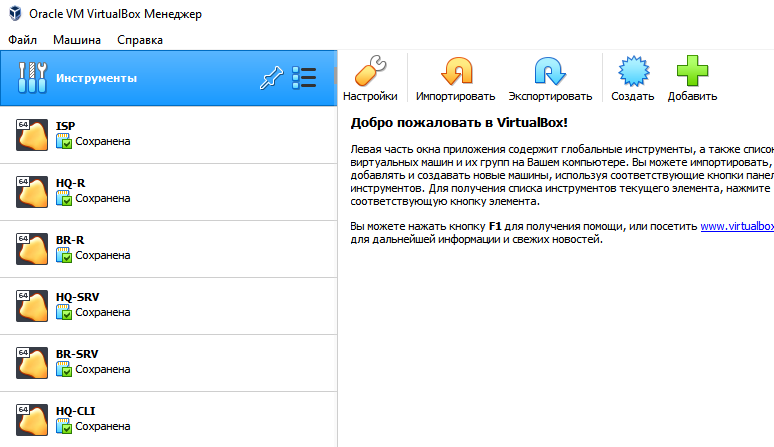 Oracle VM VirtualBox Менеджер
Файл Машина Справка
Инструменты
Настройки Импортировать Экспортировать Создать Добавить
64
ISP
Сохранена
64
HQ-R
Сохранена
64
BR-R
Сохранена
64
HQ-SRV
Сохранена
64
BR-SRV
Сохранена
64
HQ-CLI
Сохранена
Добро пожаловать в VirtualBox!
Левая часть окна приложения содержит глобальные инструменты, а также список
виртуальных машин и их групп на Вашем компьютере. Вы можете импортировать,
добавлять и создавать новые машины, используя соответствующие кнопки панел
инструментов. Для получения списка инструментов текущего элемента, нажмите
соответствующую кнопку элемента.
Вы можете нажать кнопку F1 для получения помощи, или посетить www.virtualbox
для дальнейшей информации и свежих новостей.